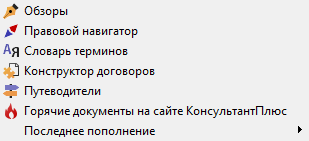 Обзоры
Правовой навигатор
Словарь терминов
Конструктор договоров
Путеводители
Горячие документы на сайте КонсультантПлюс
Последнее пополнение